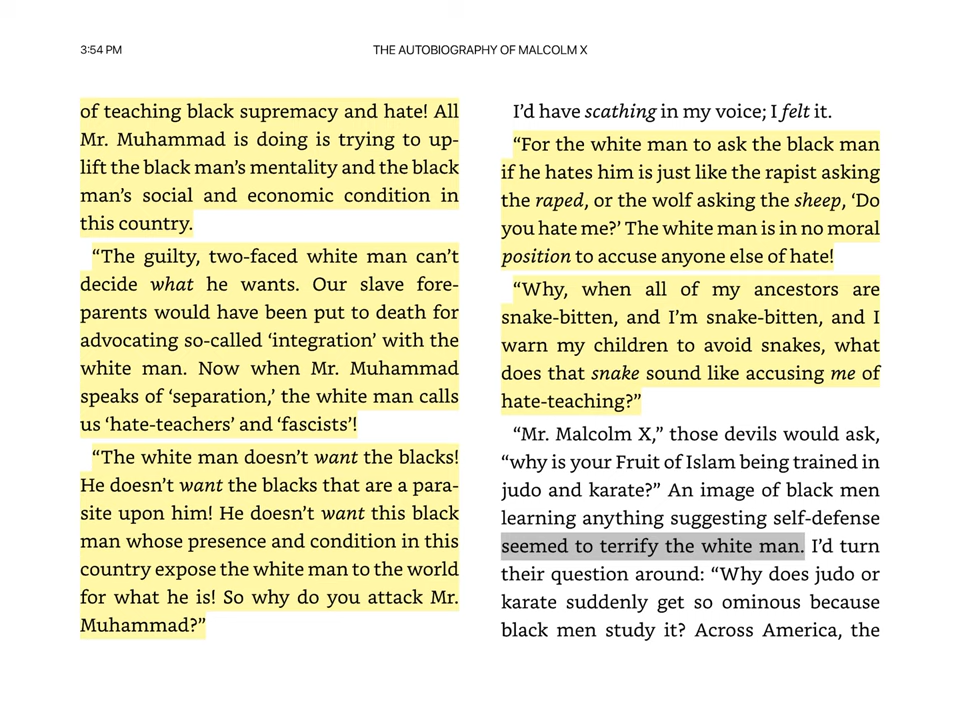 3:54 PM
THE AUTOBIOGRAPHY OF MALCOLM X
of teaching black supremacy and hate! All
Mr. Muhammad is doing is trying to up-
lift the black man’s mentality and the black
man’s social and economic condition in
this country.
“The guilty, two-faced white man can’t
decide what he wants. Our slave fore-
parents would have been put to death for
advocating so-called ‘integration’ with the
white man. Now when Mr. Muhammad
speaks of ‘separation,’ the white man calls
us ‘hate-teachers’ and ‘fascists’!
“The white man doesn’t want the blacks!
He doesn’t want the blacks that are a para-
site upon him! He doesn’t want this black
man whose presence and condition in this
country expose the white man to the world
for what he is! So why do you attack Mr.
Muhammad?”
I’d have scathing in my voice; I felt it.
“For the white man to ask the black man
if he hates him is just like the rapist asking
the raped, or the wolf asking the sheep, ‘Do
you hate me?’ The white man is in no moral
position to accuse anyone else of hate!
“Why, when all of my ancestors are
snake-bitten, and I’m snake-bitten, and I
warn my children to avoid snakes, what
does that snake sound like accusing me of
hate-teaching?”
“Mr. Malcolm X,” those devils would ask,
“why is your Fruit of Islam being trained in
judo and karate?” An image of black men
learning anything suggesting self-defense
seemed to terrify the white man. I’d turn
their question around: “Why does judo or
karate suddenly get so ominous because
black men study it? Across America, the